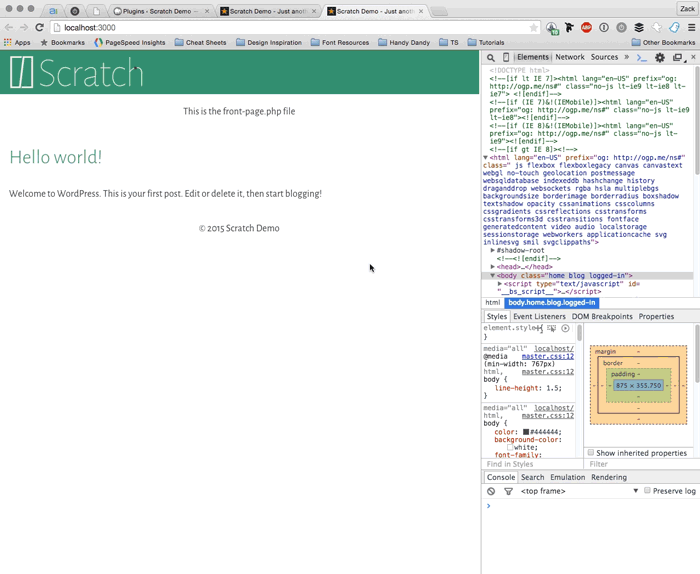 Zack
Plugins - Scratch Demo —
Scratch Demo - Just anoth
Scratch Demo - Just anoth
localhost:3000
Apps
Bookmarks
PageSpeed Insights
Cheat Sheets
Design Inspiration
Font Resources
Handy Dandy
TS
Tutorials
Other Bookmarks
Scratch
This is the front-page.php file
Hello world!
Welcome to WordPress. This is your first post. Edit or delete it, then start blogging!
© 2015 Scratch Demo
Elements Network Sources »
<!DOCTYPE html>
<!--[if lt IE 7]><html lang="en-US" prefix="og:
http://ogp.me/ns#" class="no-js lt-ie9 lt-ie8 lt-
ie7"> <![endif]-->
<!--[if (IE 7)&!(IEMobile)]><html lang="en-US"
prefix="og: http://ogp.me/ns#" class="no-js lt-ie9
lt-ie8"><![endif]-->
<!--[if (IE 8)&!(IEMobile)]><html lang="en-US"
prefix="og: http://ogp.me/ns#" class="no-js lt-
ie9"><![endif]-->
<!--[if gt IE 8]><!-->
<html lang="en-US" prefix="og: http://ogp.me/ns#"
class=" js flexbox flexboxlegacy canvas canvastext
webgl no-touch geolocation postmessage
websqldatabase indexeddb hashchange history
draganddrop websockets rgba hsla multiplebgs
backgroundsize borderimage borderradius boxshadow
textshadow opacity cssanimations csscolumns
cssgradients cssreflections csstransforms
csstransforms3d csstransitions fontface
generatedcontent video audio localstorage
sessionstorage webworkers applicationcache svg
inlinesvg smil svgclippaths">
#shadow-root
<!--<![endif]-->
<head>…</head>
<body class="home blog logged-in">
<script type="text/javascript" id=
"__bs_script__">…</script>
html body.home.blog.logged-in
Styles Event Listeners DOM Breakpoints Properties
element.style {
}
media="all" localhost/
@media master.css:12
(min-width: 767px)
html,
body {
line-height: 1.5;
}
media="all" localhost/
html, master.css:12
body {
color: #444444;
background-color:
white;
font-family:
margin -
border -
padding -
875 × 355.750
Show inherited properties
Find in Styles
Filter
Console Search Emulation Rendering
<top frame>
Preserve log